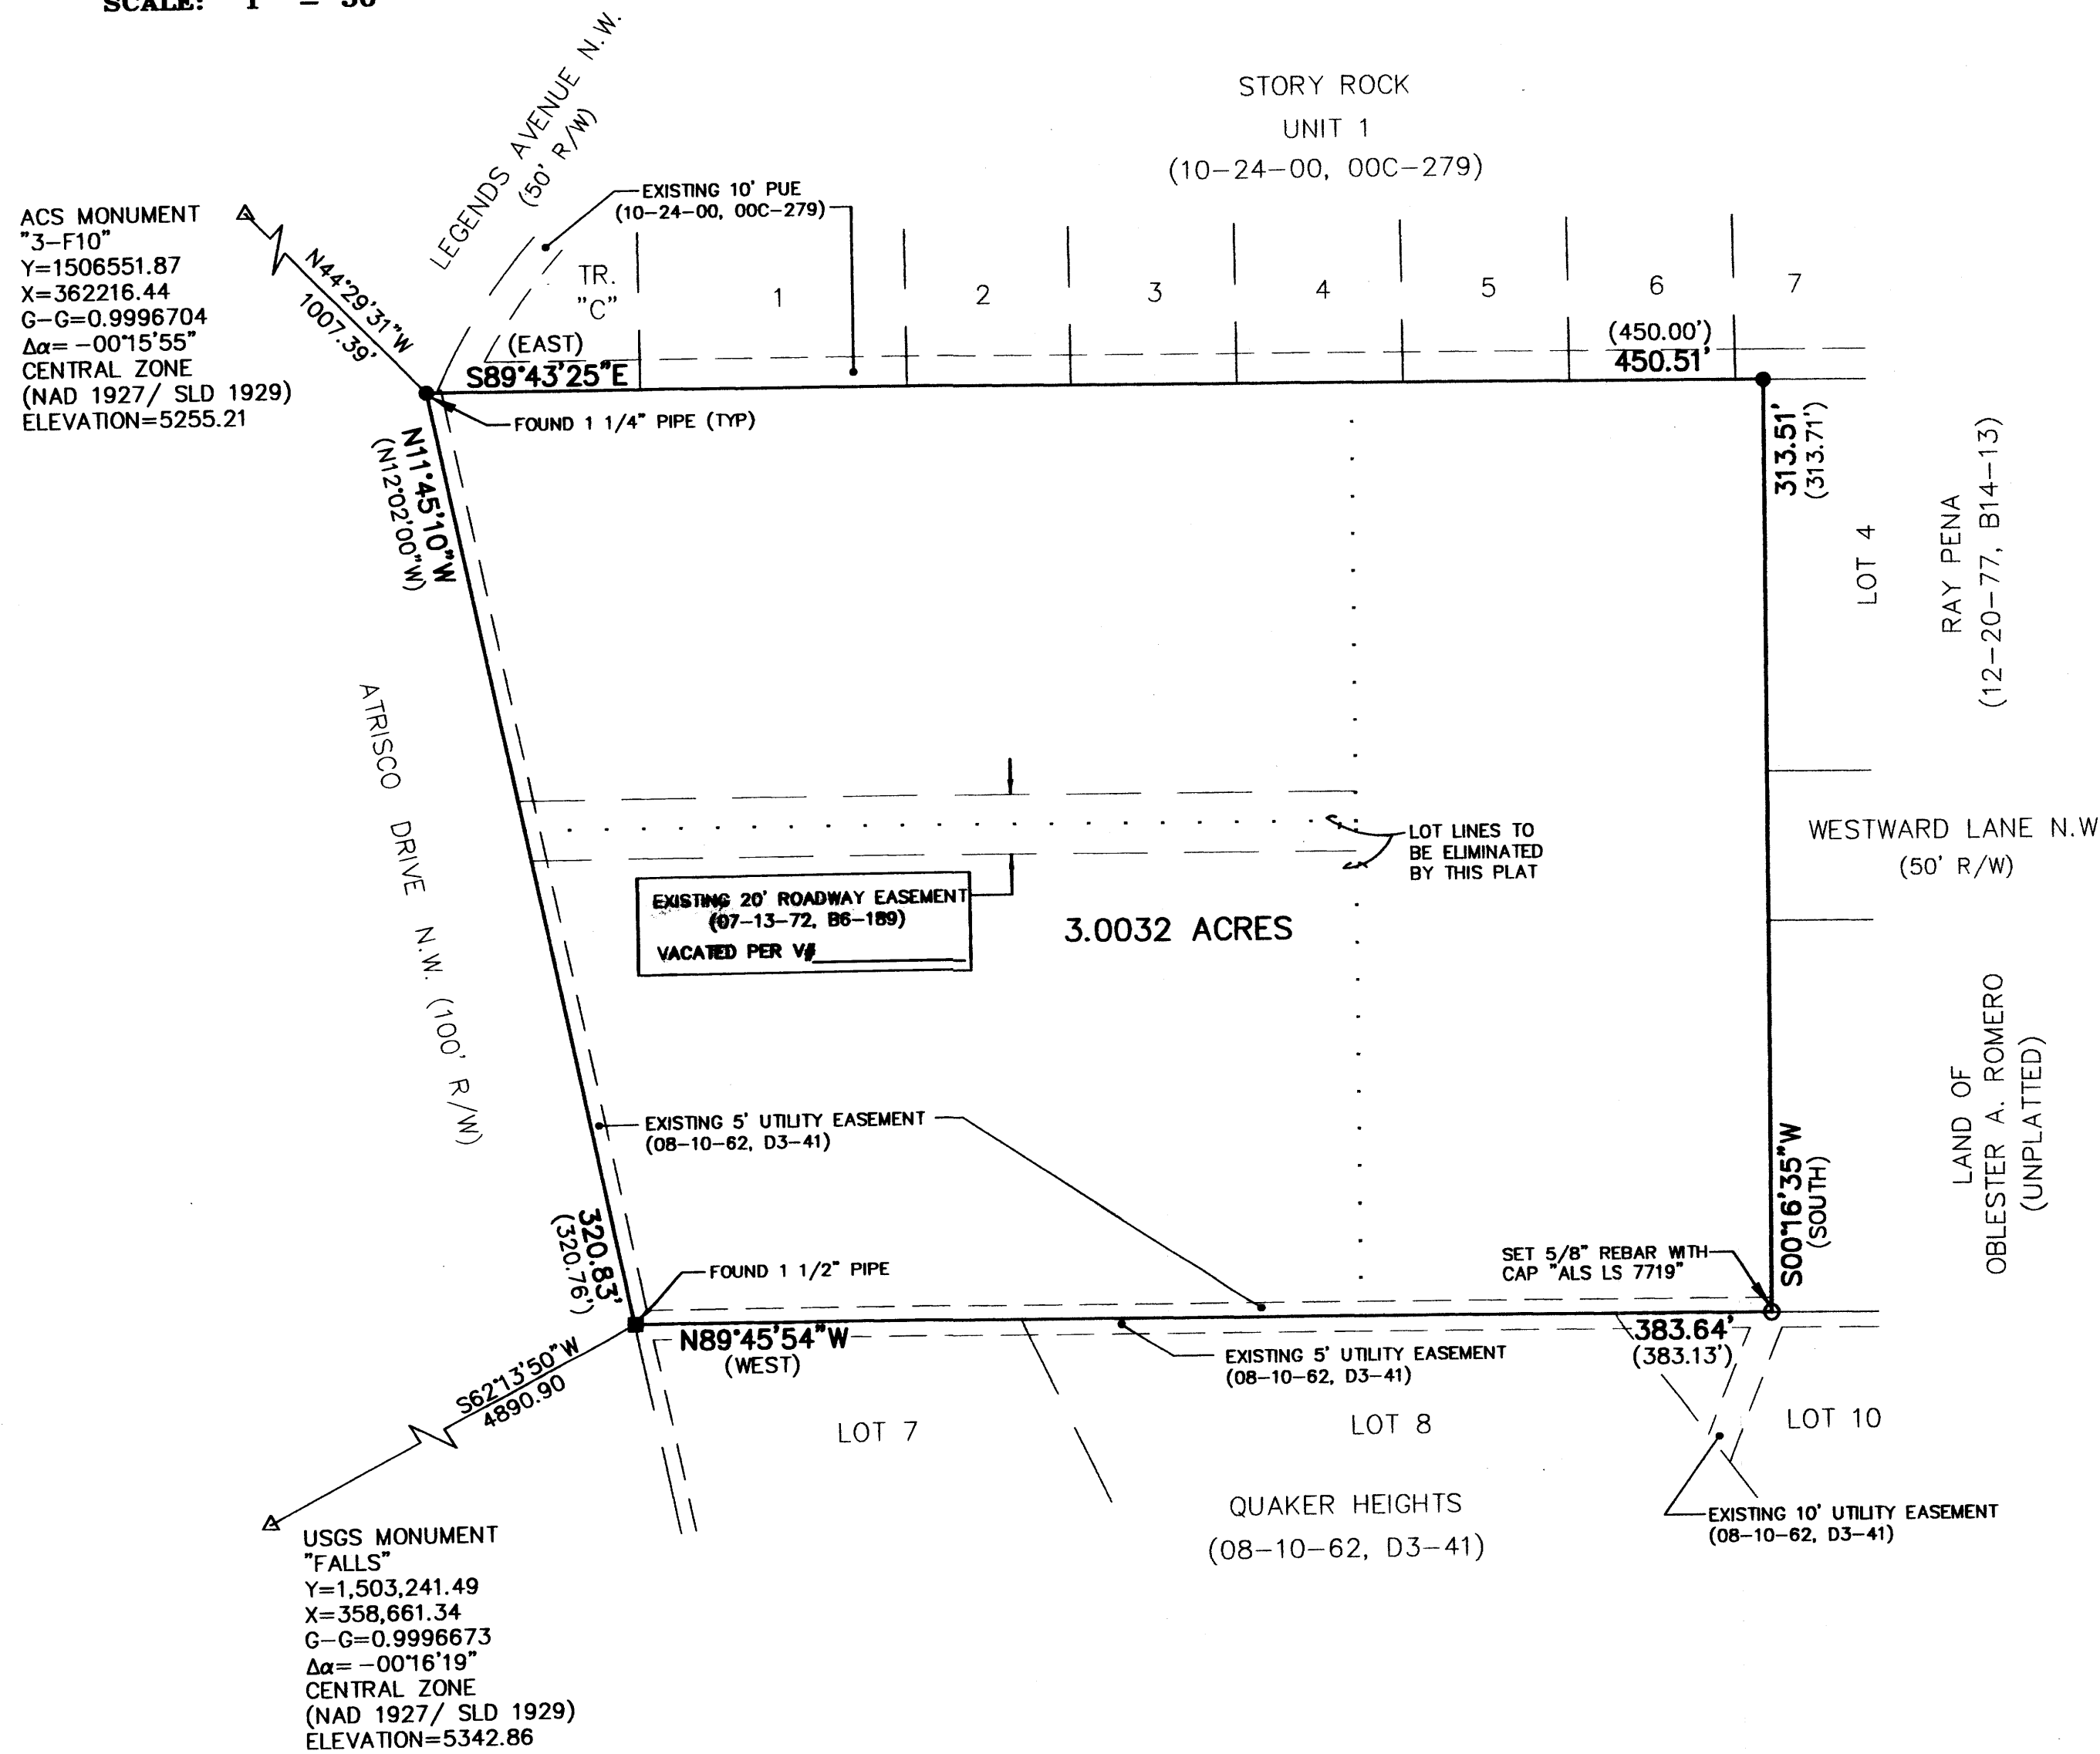 SCALE: 1" = 50'
LEGENDS AVENUE N.W.
(50' R/W)
STORY ROCK
UNIT 1
(10-24-00, 00C-279)
EXISTING 10' PUE
(10-24-00, 00C-279)
ACS MONUMENT
"3-F10"
Y=1506551.87
X=362216.44
G-G=0.9996704
Δα= -00°15'55"
CENTRAL ZONE
(NAD 1927/ SLD 1929)
ELEVATION=5255.21
N44°29'31"W
1007.39'
TR.
"C"
1
2
3
4
5
6
7
(EAST)
S89°43'25"E
(450.00')
450.51'
FOUND 1 1/4" PIPE (TYP)
N11°45'10"W
(N12°02'00"W)
313.51'
(313.71')
LOT 4
RAY PENA
(12-20-77, B14-13)
ATRISCO DRIVE N.W. (100' R/W)
LOT LINES TO
BE ELIMINATED
BY THIS PLAT
WESTWARD LANE N.W
(50' R/W)
EXISTING 20' ROADWAY EASEMENT
(07-13-72, B6-189)
VACATED PER V#
3.0032 ACRES
LAND OF
OBLESTER A. ROMERO
(UNPLATTED)
EXISTING 5' UTILITY EASEMENT
(08-10-62, D3-41)
S00°16'35"W
(SOUTH)
320.83'
(320.76')
FOUND 1 1/2" PIPE
SET 5/8" REBAR WITH
CAP "ALS LS 7719"
N89°45'54"W
(WEST)
383.64'
(383.13')
EXISTING 5' UTILITY EASEMENT
(08-10-62, D3-41)
S62°13'50"W
4890.90
LOT 7
LOT 8
LOT 10
QUAKER HEIGHTS
(08-10-62, D3-41)
EXISTING 10' UTILITY EASEMENT
(08-10-62, D3-41)
USGS MONUMENT
"FALLS"
Y=1,503,241.49
X=358,661.34
G-G=0.9996673
Δα= -00°16'19"
CENTRAL ZONE
(NAD 1927/ SLD 1929)
ELEVATION=5342.86